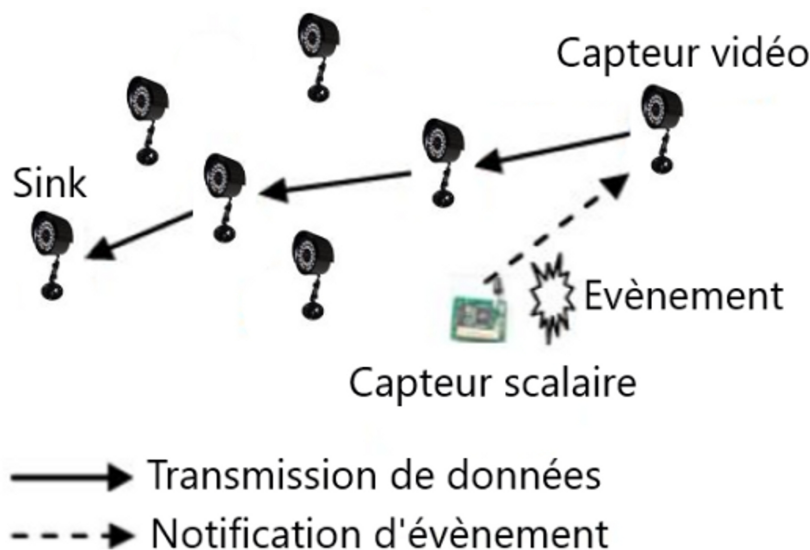 Capteur vidéo
Sink
Evènement
Capteur scalaire
Transmission de données
Notification d'évènement